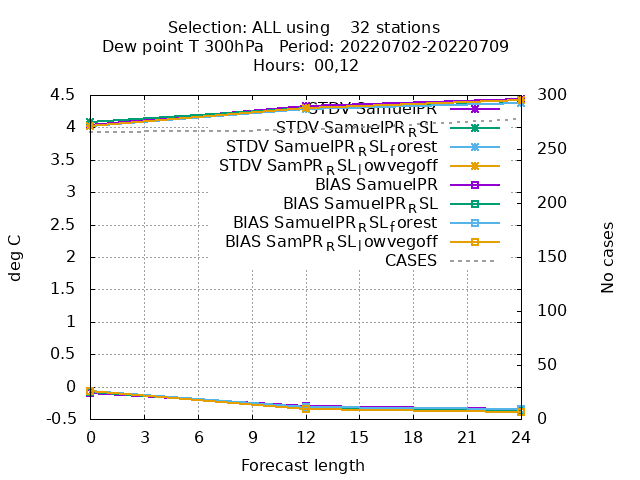 Selection: ALL using    32 stations
Dew point T 300hPa   Period: 20220702-20220709
Hours:  00,12
4.5
4
3.5
3
2.5
2
1.5
1
0.5
0
-0.5
300
250
200
150
100
50
0
deg C
No cases
STDV SamuelPR
STDV SamuelPR_RSL
STDV SamuelPR_RSL_forest
STDV SamPR_RSL_lowvegoff
BIAS SamuelPR
BIAS SamuelPR_RSL
BIAS SamuelPR_RSL_forest
BIAS SamPR_RSL_lowvegoff
CASES
0 3 6 9 12 15 18 21 24
Forecast length